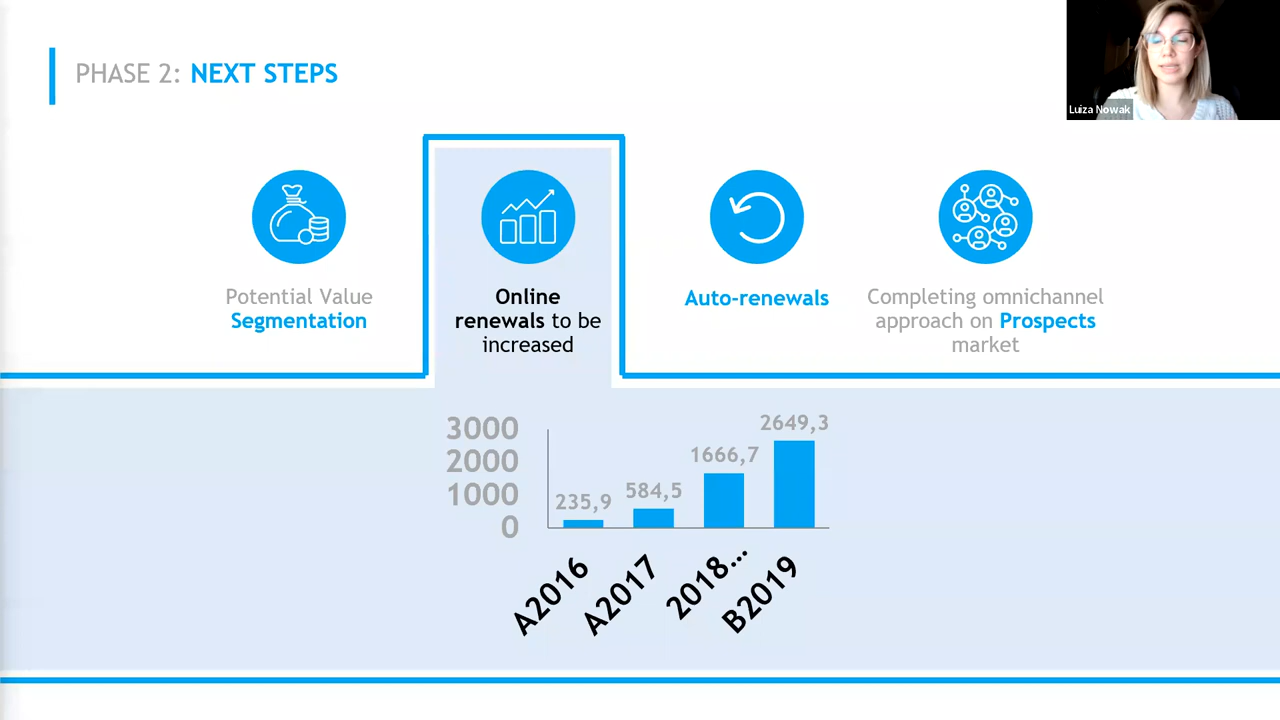 PHASE 2: NEXT STEPS
Luiza Nowak
Potential Value
Segmentation
Online
renewals to be
increased
Auto-renewals
Completing omnichannel
approach on Prospects
market
3000
2000
1000
0
235,9
584,5
1666,7
2649,3
A2016
A2017
2018...
B2019